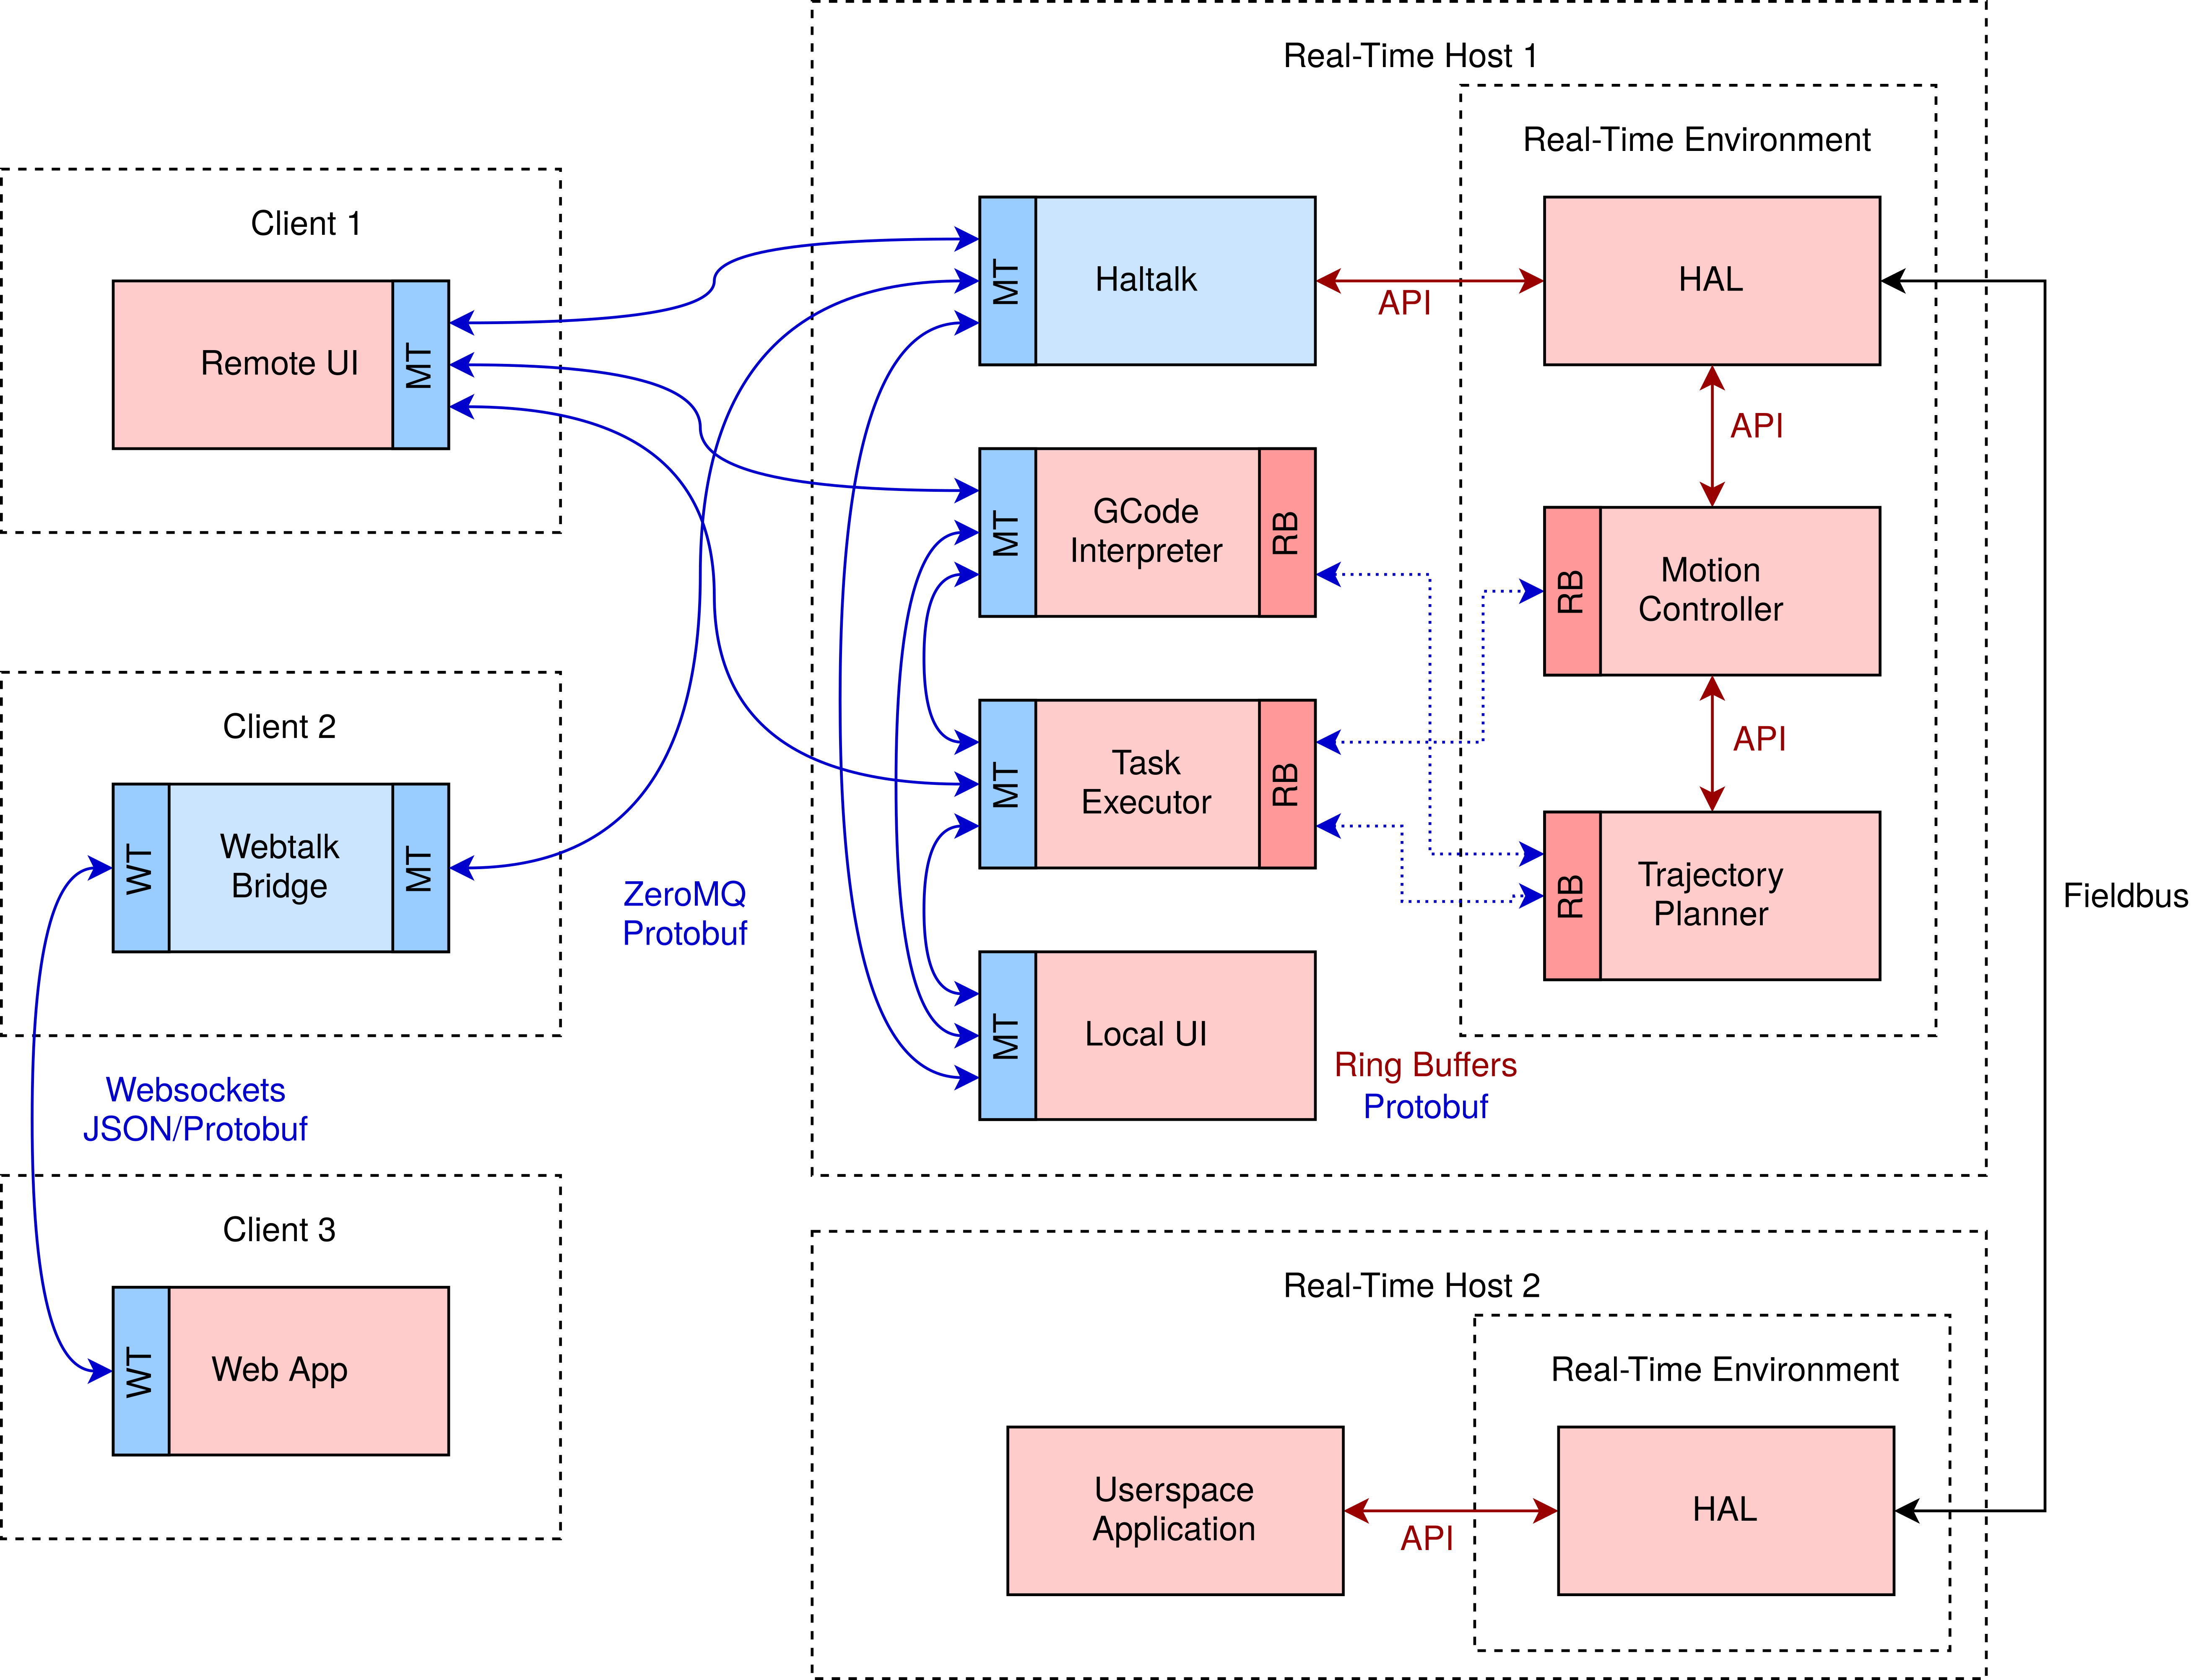 Real-Time Host 1
Real-Time Environment
Client 1
Remote UI
MT
MT
Haltalk
API
HAL
API
MT
GCode
Interpreter
RB
RB
Motion
Controller
API
Client 2
WT
Webtalk
Bridge
MT
ZeroMQ
Protobuf
MT
Task
Executor
RB
RB
Trajectory
Planner
Fieldbus
MT
Local UI
Ring Buffers
Protobuf
Websockets
JSON/Protobuf
Client 3
WT
Web App
Real-Time Host 2
Real-Time Environment
Userspace
Application
API
HAL